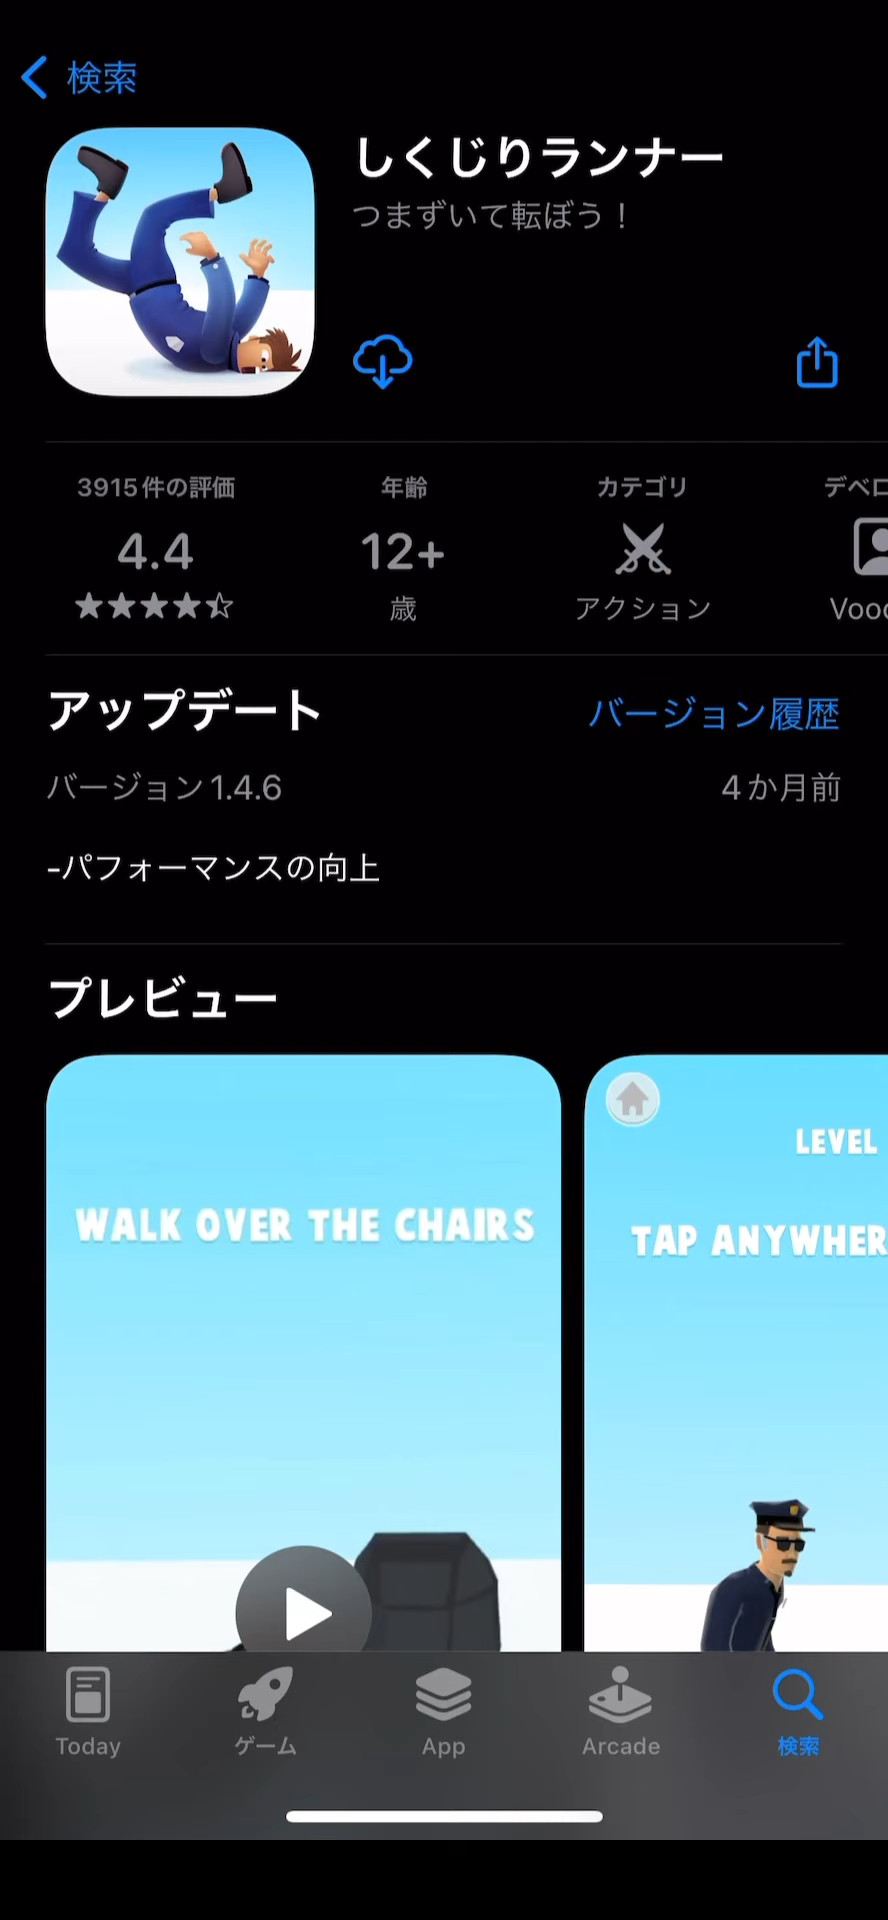 検索
しくじりランナー
つまずいて転ぼう！
3915件の評価
年齢
カテゴリ
4.4
12+
歳
アクション
アップデート
バージョン履歴
バージョン1.4.6
4か月前
-パフォーマンスの向上
プレビュー
WALK OVER THE CHAIRS
LEVEL
TAP ANYWHER
Today
ゲーム
App
Arcade
検索